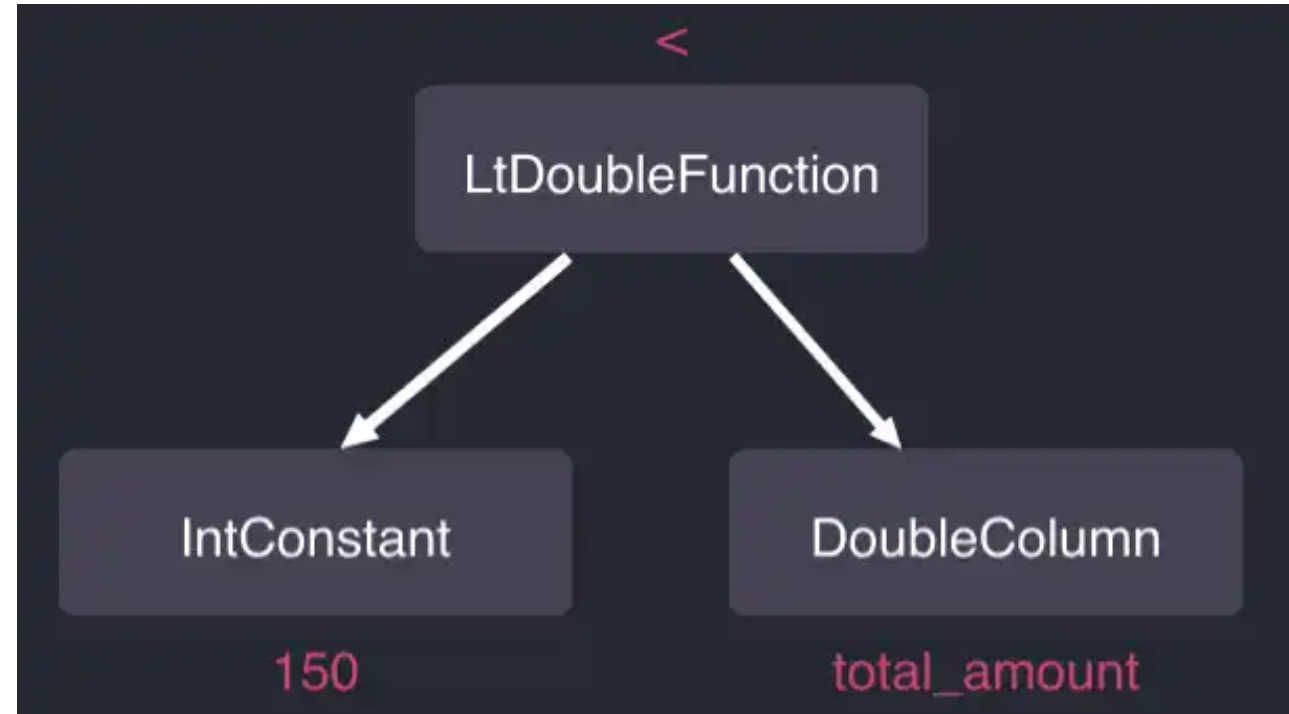 <
LtDoubleFunction
IntConstant
DoubleColumn
150
total_amount